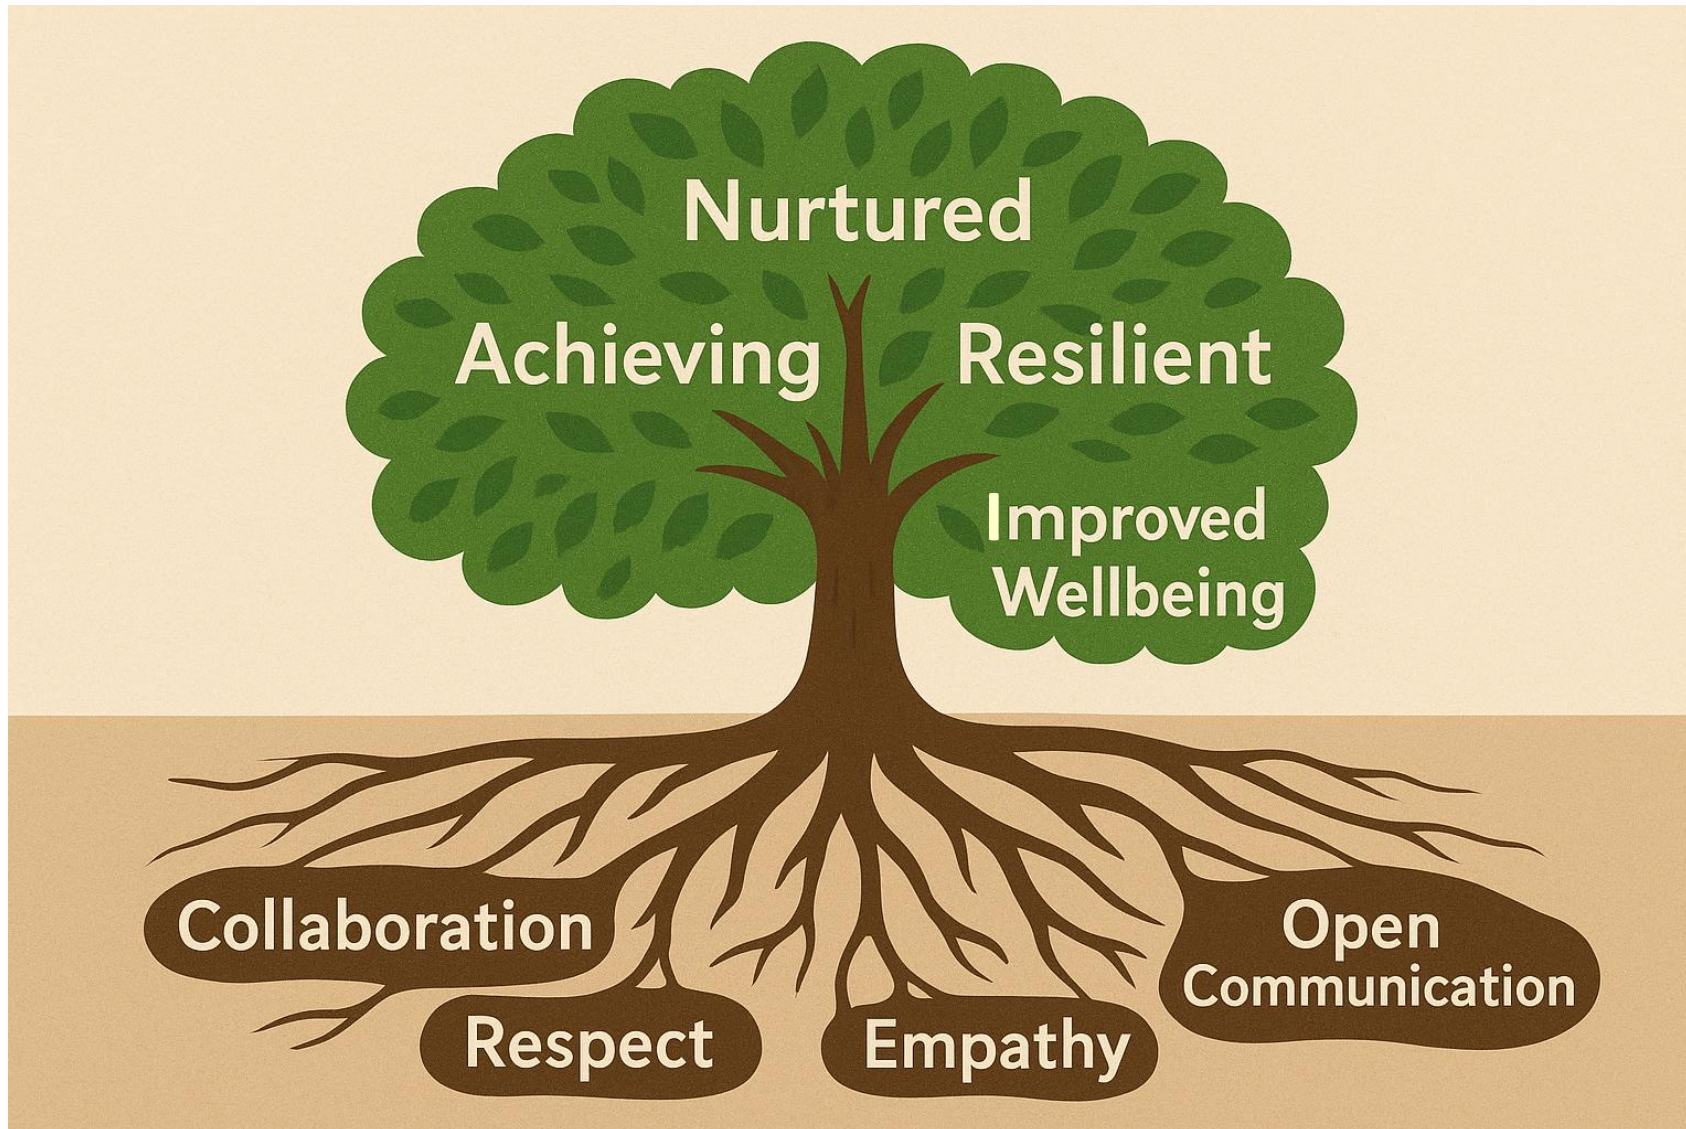 Nurtured
Achieving
Resilient
Improved
Wellbeing
Collaboration
Open
Communication
Respect
Empathy